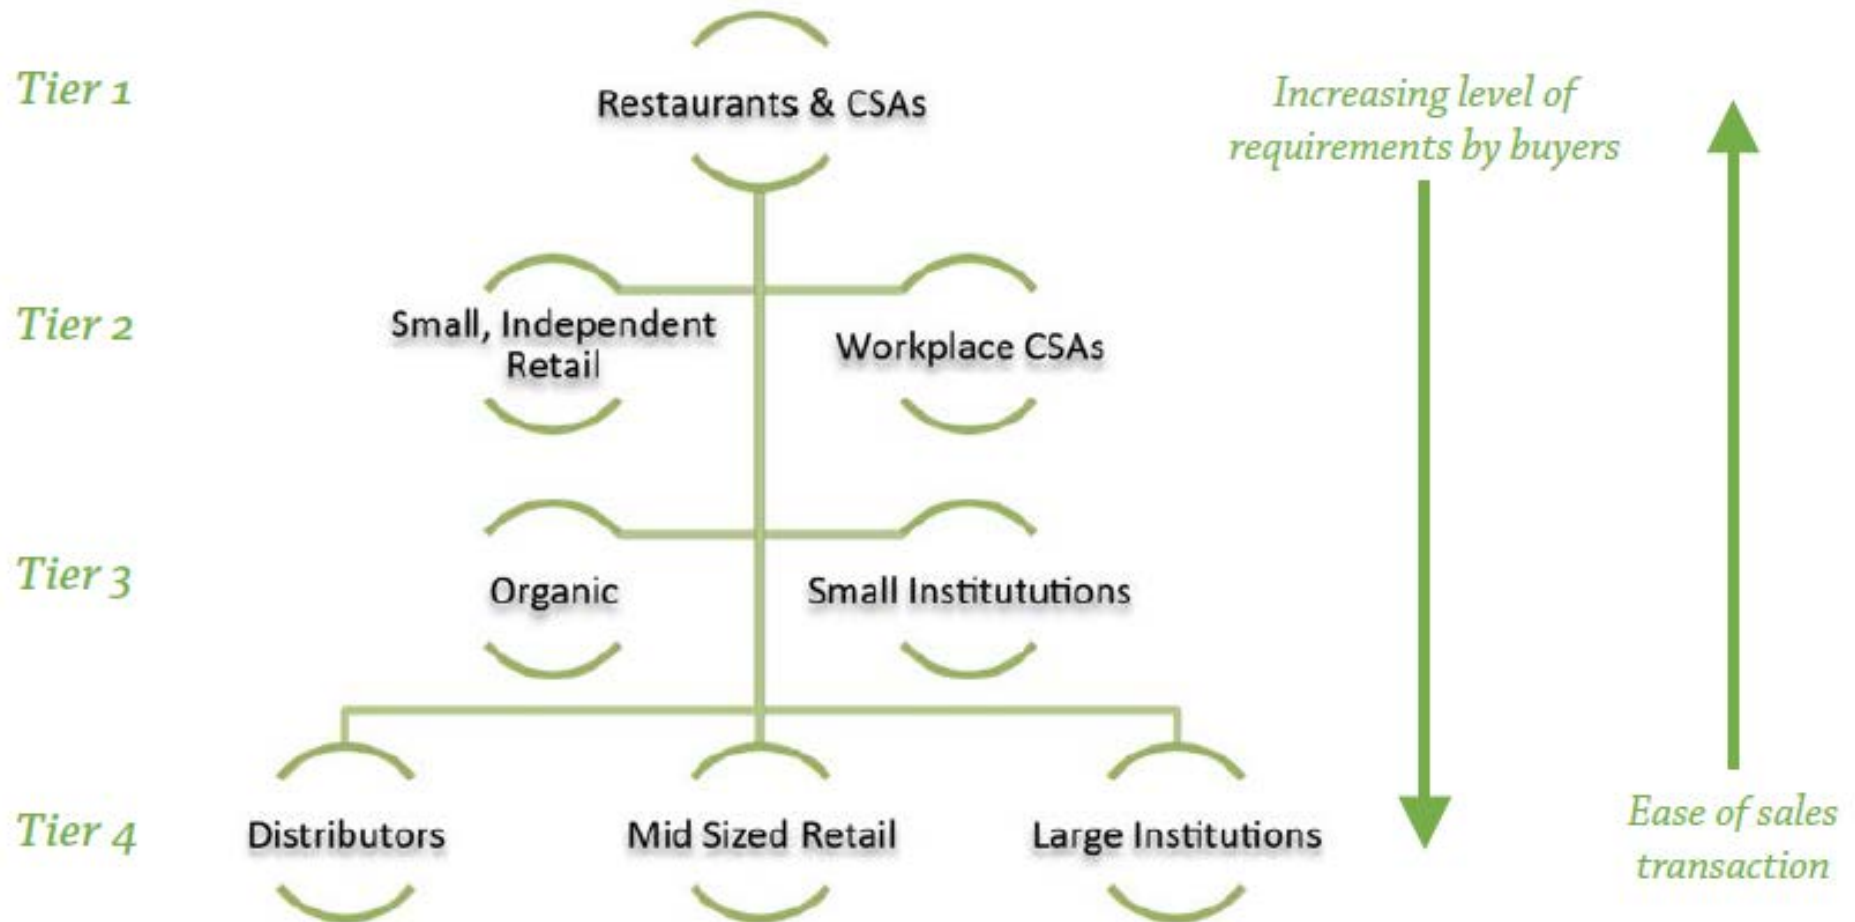 Tier 1
Restaurants & CSAs
Increasing level of
requirements by buyers
Tier 2
Small, Independent
Retail
Workplace CSAs
Tier 3
Organic
Small Instítututions
Tier 4
Distributors
Mid Sized Retail
Large Institutions
Ease of sales
transaction